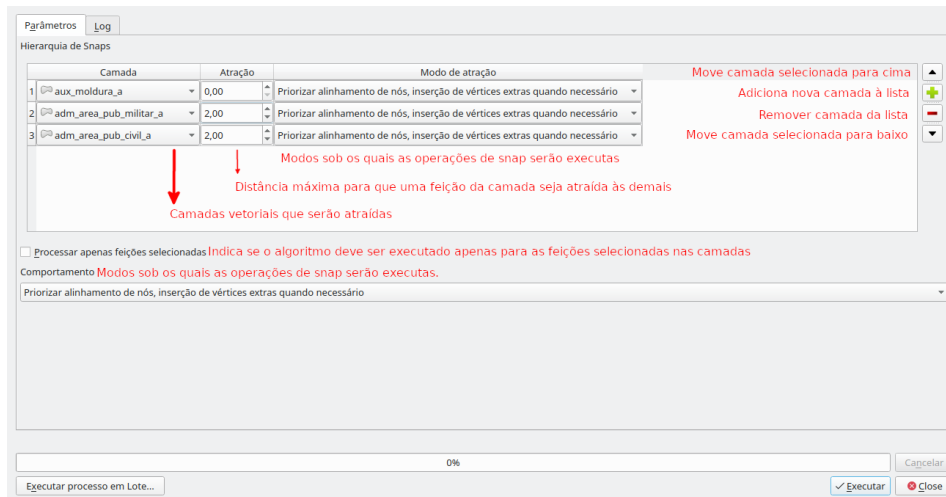 Parâmetros Log
Hierarquia de Snaps
Camada Atração Modo de atração Move camada selecionada para cima
1 aux_moldura_a 0,00 Priorizar alinhamento de nós, inserção de vértices extras quando necessário Adiciona nova camada à lista
2 adm_area_pub_militar_a 2,00 Priorizar alinhamento de nós, inserção de vértices extras quando necessário Remover camada da lista
3 adm_area_pub_civil_a 2,00 Priorizar alinhamento de nós, inserção de vértices extras quando necessário Move camada selecionada para baixo
Modos sob os quais as operações de snap serão executas
Distância máxima para que uma feição da camada seja atraída às demais
Camadas vetoriais que serão atraídas
Processar apenas feições selecionadas Indica se o algoritmo deve ser executado apenas para as feições selecionadas nas camadas
Comportamento Modos sob os quais as operações de snap serão executas.
Priorizar alinhamento de nós, inserção de vértices extras quando necessário
0%
Cancelar
Executar processo em Lote... Executar Close